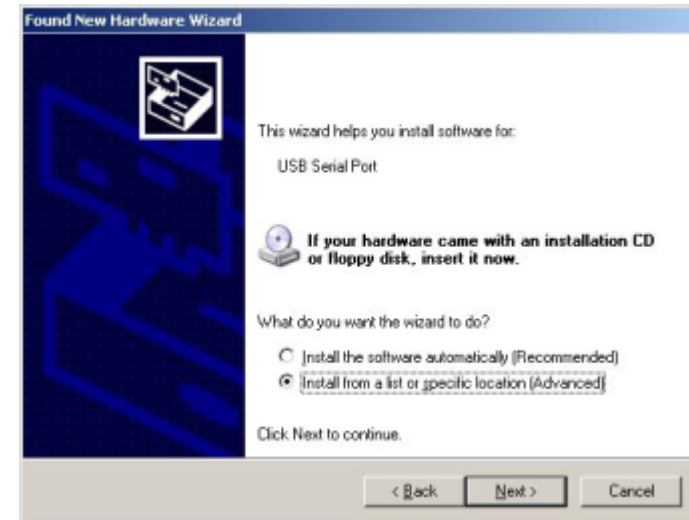 Found New Hardware Wizard
This wizard helps you install software for:
USB Serial Port
If your hardware came with an installation CD
or floppy disk, insert it now.
What do you want the wizard to do?
Install the software automatically (Recommended)
Install from a list or specific location (Advanced)
Click Next to continue.
< Back Next > Cancel